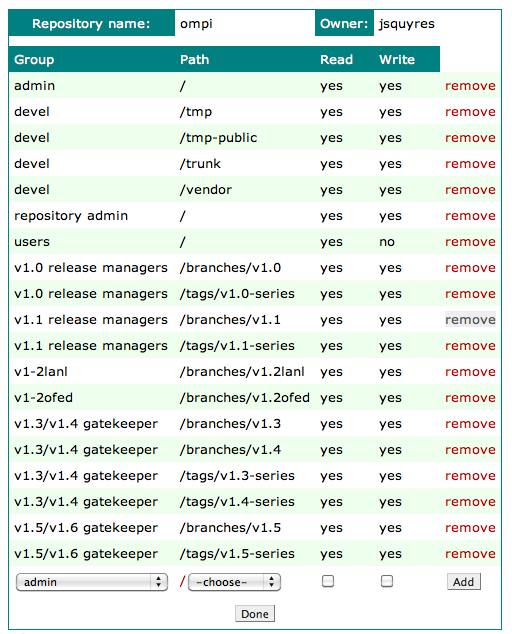 Repository name: ompi Owner: jsquyres
Group Path Read Write
admin / yes yes remove
devel /tmp yes yes remove
devel /tmp-public yes yes remove
devel /trunk yes yes remove
devel /vendor yes yes remove
repository admin / yes yes remove
users / yes no remove
v1.0 release managers /branches/v1.0 yes yes remove
v1.0 release managers /tags/v1.0-series yes yes remove
v1.1 release managers /branches/v1.1 yes yes remove
v1.1 release managers /tags/v1.1-series yes yes remove
v1-2lanl /branches/v1.2lanl yes yes remove
v1-2ofed /branches/v1.2ofed yes yes remove
v1.3/v1.4 gatekeeper /branches/v1.3 yes yes remove
v1.3/v1.4 gatekeeper /branches/v1.4 yes yes remove
v1.3/v1.4 gatekeeper /tags/v1.3-series yes yes remove
v1.3/v1.4 gatekeeper /tags/v1.4-series yes yes remove
v1.5/v1.6 gatekeeper /branches/v1.5 yes yes remove
v1.5/v1.6 gatekeeper /tags/v1.5-series yes yes remove
admin / -choose- Add
Done